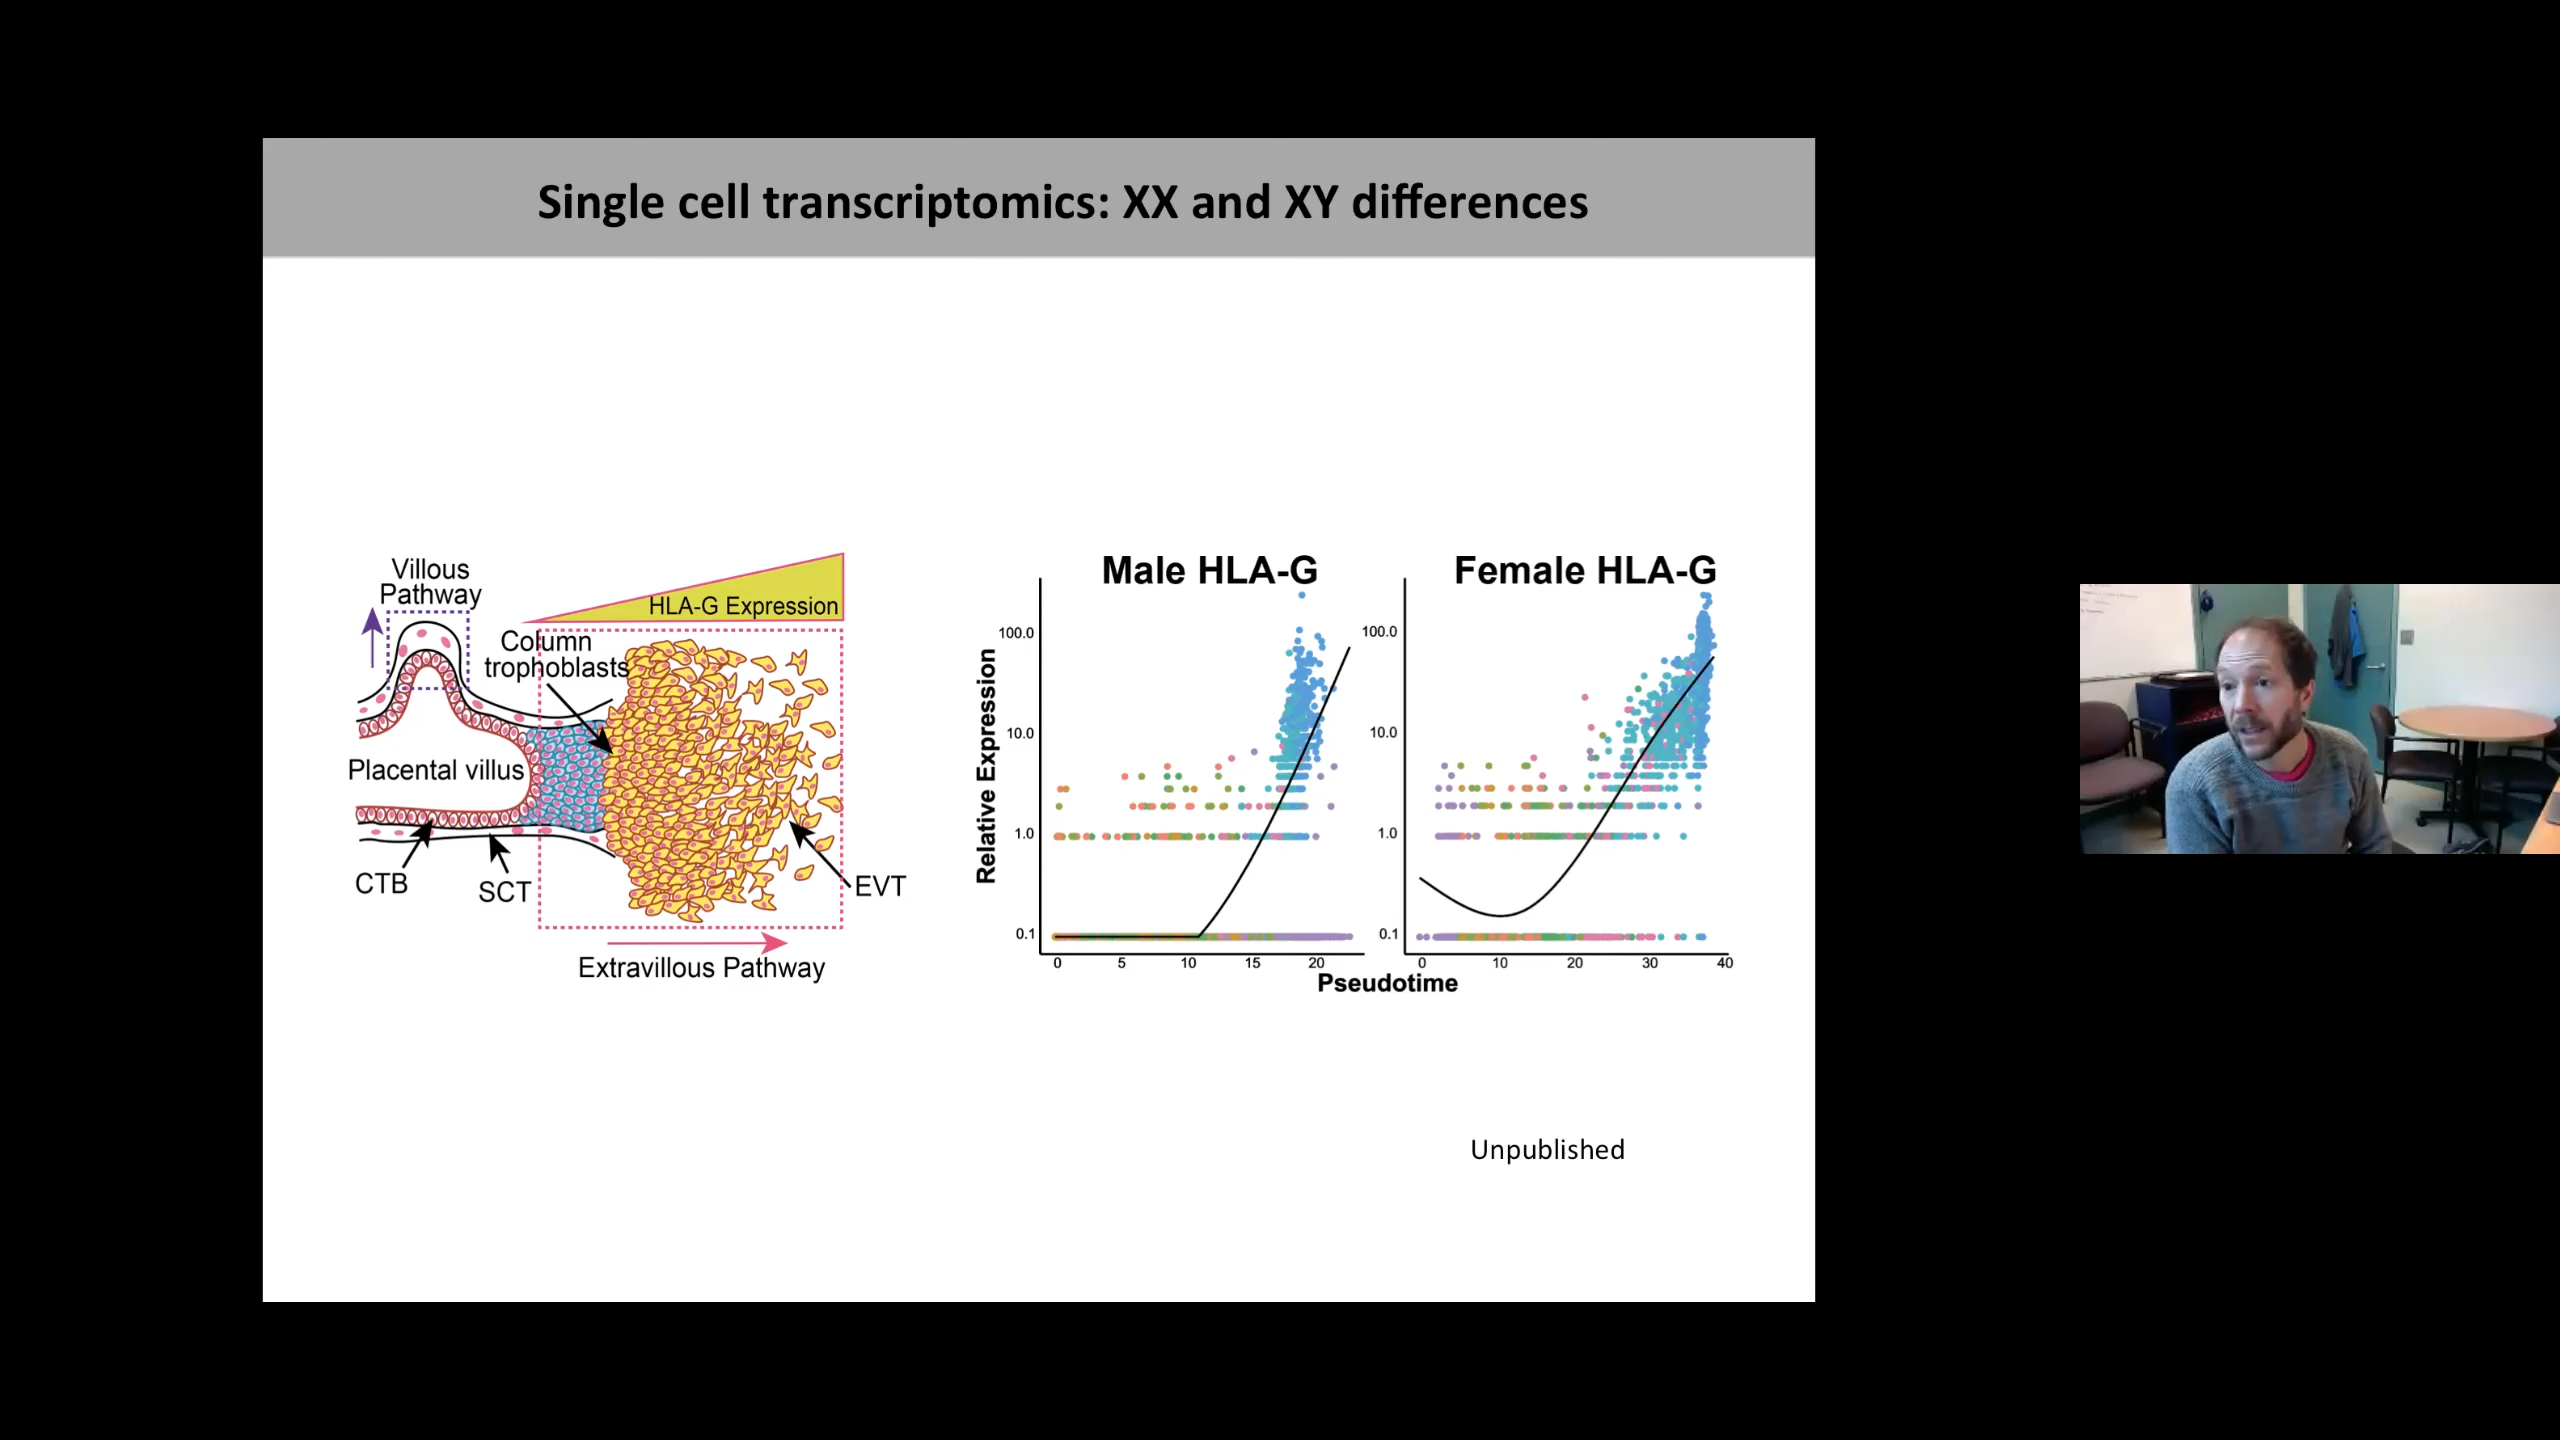 Single cell transcriptomics: XX and XY differences
Villous
Pathway
HLA-G Expression
Column
trophoblasts
Placental villus
CTB
SCT
EVT
Extravillous Pathway
Male HLA-G
Female HLA-G
Relative Expression
100.0
10.0
1.0
0.1
0 5 10 15 20
100.0
10.0
1.0
0.1
0 10 20 30 40
Pseudotime
Unpublished